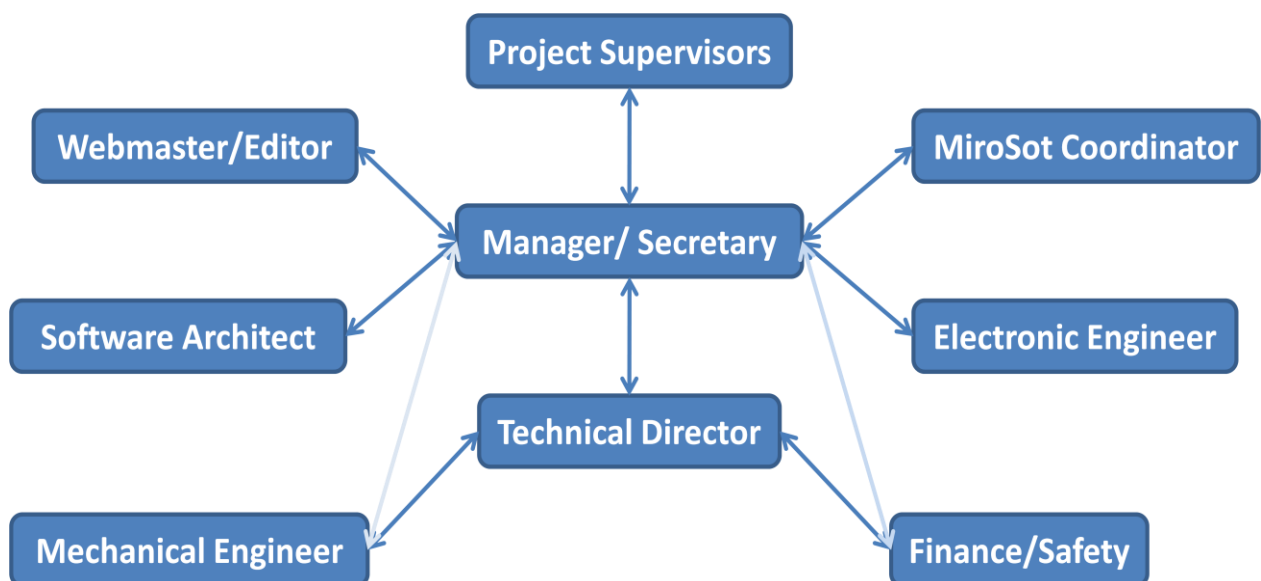 Project Supervisors
Webmaster/Editor
MiroSot Coordinator
Manager/ Secretary
Software Architect
Electronic Engineer
Technical Director
Mechanical Engineer
Finance/Safety